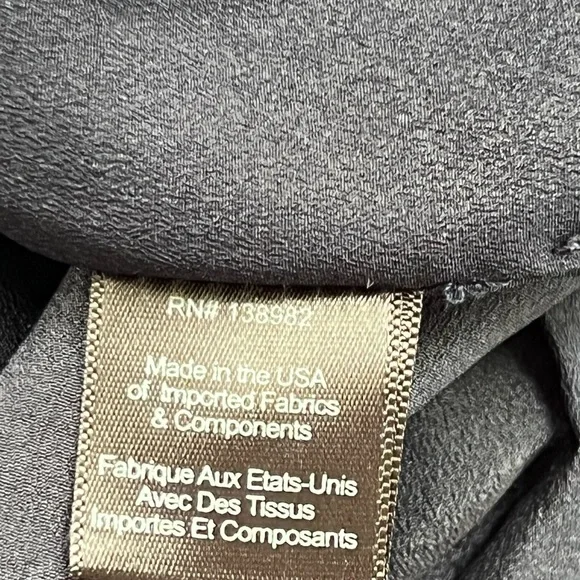 RN# 138982
Made in the USA
of Imported Fabrics
& Components
Fabrique Aux Etats-Unis
Avec Des Tissus
Importes Et Composants